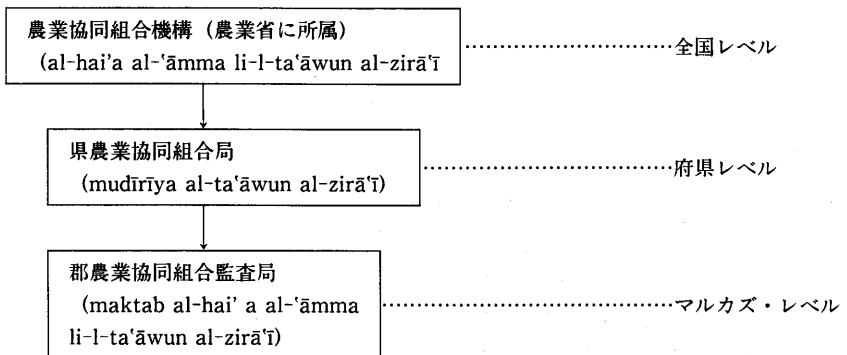 農業協同組合機構（農業省に所属）
(al-hai'a al-‘āmma li-l-ta‘āwun al-zirā‘ī
全国レベル
県農業協同組合局
(mudīrīya al-ta‘āwun al-zirā‘ī)
府県レベル
郡農業協同組合監査局
(maktab al-hai' a al-‘āmma
li-l-ta‘āwun al-zirā‘ī)
マルカズ・レベル